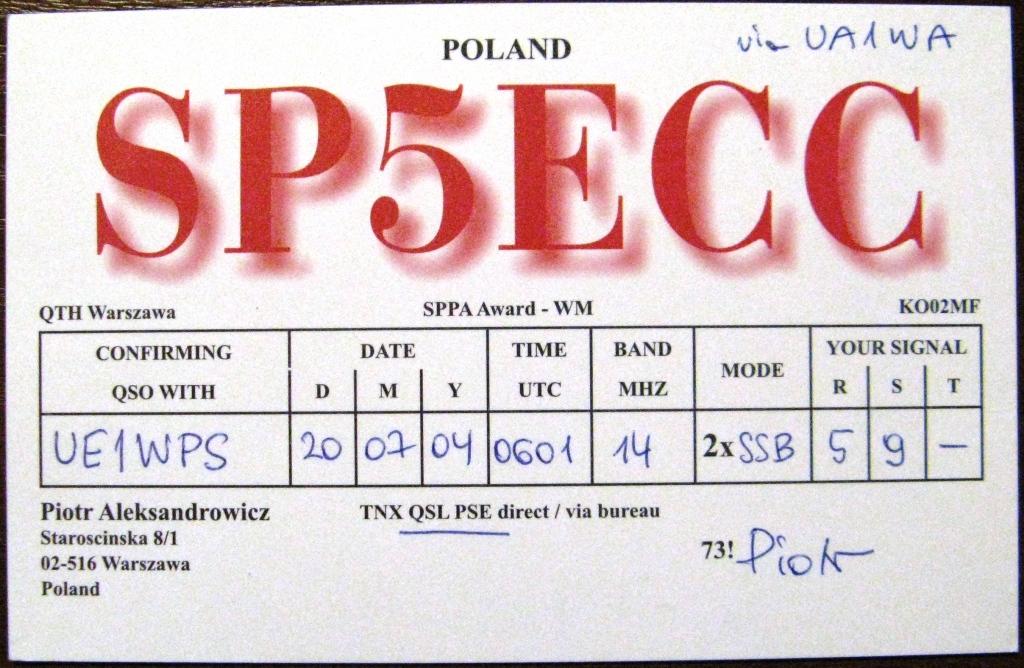 POLAND
via UA1WA
SP5ECC
QTH Warszawa SPPA Award - WM KO02MF
CONFIRMING QSO WITH DATE D M Y TIME UTC BAND MHZ MODE YOUR SIGNAL R S T
UE1WPS 20 07 04 0601 14 2x SSB 5 9 –
Piotr Aleksandrowicz TNX QSL PSE direct / via bureau
Staroscinska 8/1
02-516 Warszawa
Poland
73! Piotr